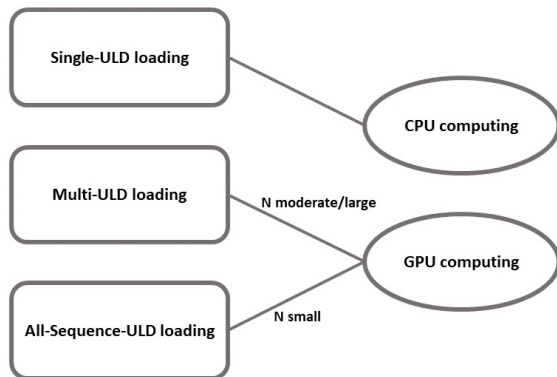 Single-ULD loading
CPU computing
Multi-ULD loading
N moderate/large
GPU computing
N small
All-Sequence-ULD loading